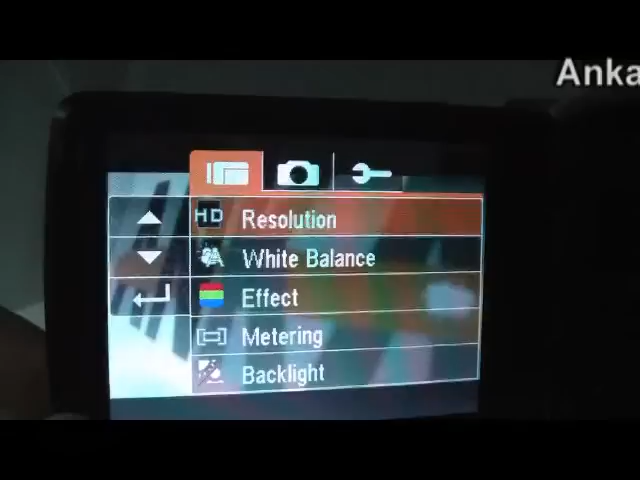 Anka
HD Resolution
White Balance
Effect
Metering
Backlight